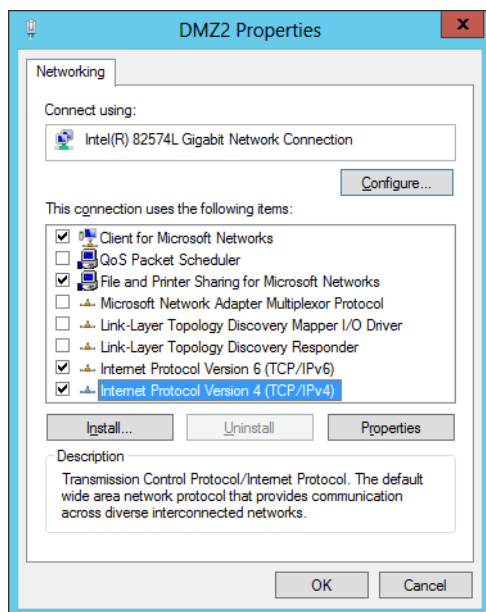 DMZ2 Properties
x
Networking
Connect using:
Intel(R) 82574L Gigabit Network Connection
Configure...
This connection uses the following items:
Client for Microsoft Networks
QoS Packet Scheduler
File and Printer Sharing for Microsoft Networks
Microsoft Network Adapter Multiplexor Protocol
Link-Layer Topology Discovery Mapper I/O Driver
Link-Layer Topology Discovery Responder
Internet Protocol Version 6 (TCP/IPv6)
Internet Protocol Version 4 (TCP/IPv4)
Install... Uninstall Properties
Description
Transmission Control Protocol/Internet Protocol. The default
wide area network protocol that provides communication
across diverse interconnected networks.
OK Cancel